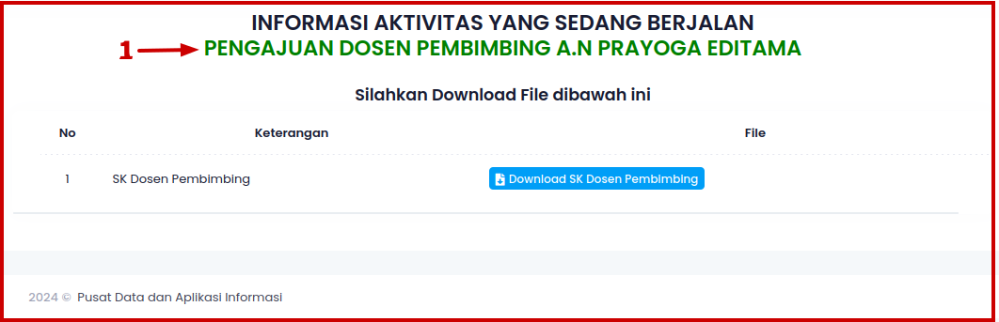 INFORMASI AKTIVITAS YANG SEDANG BERJALAN
1 PENGAJUAN DOSEN PEMBIMBING A.N PRAYOGA EDITAMA
Silahkan Download File dibawah ini
No Keterangan File
1 SK Dosen Pembimbing Download SK Dosen Pembimbing
2024 © Pusat Data dan Aplikasi Informasi